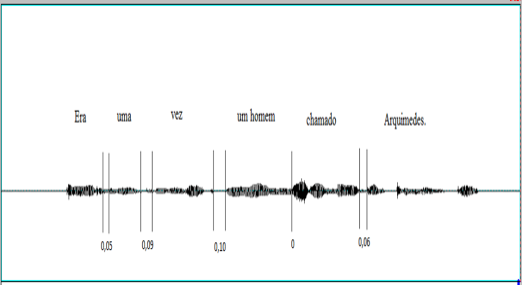 Era uma vez um homem chamado Arquimedes.
0,05 0,09 0,10 0 0,06